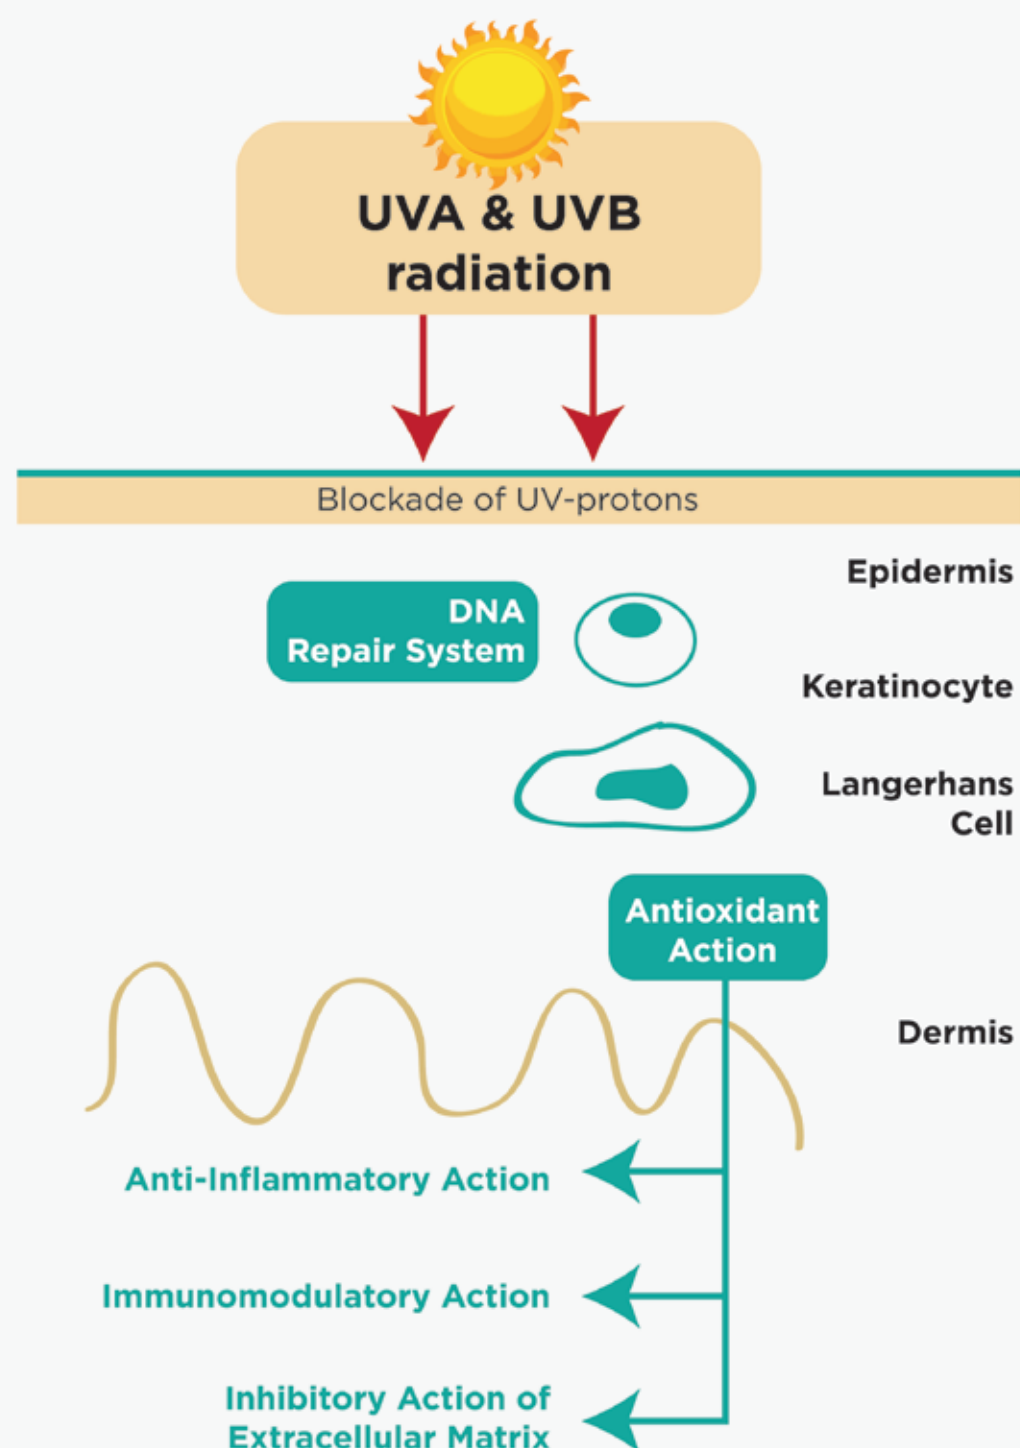 UVA & UVB
radiation
Blockade of UV-protons
Epidermis
DNA
Repair System
Keratinocyte
Langerhans
Cell
Antioxidant
Action
Dermis
Anti-Inflammatory Action
Immunomodulatory Action
Inhibitory Action of
Extracellular Matrix